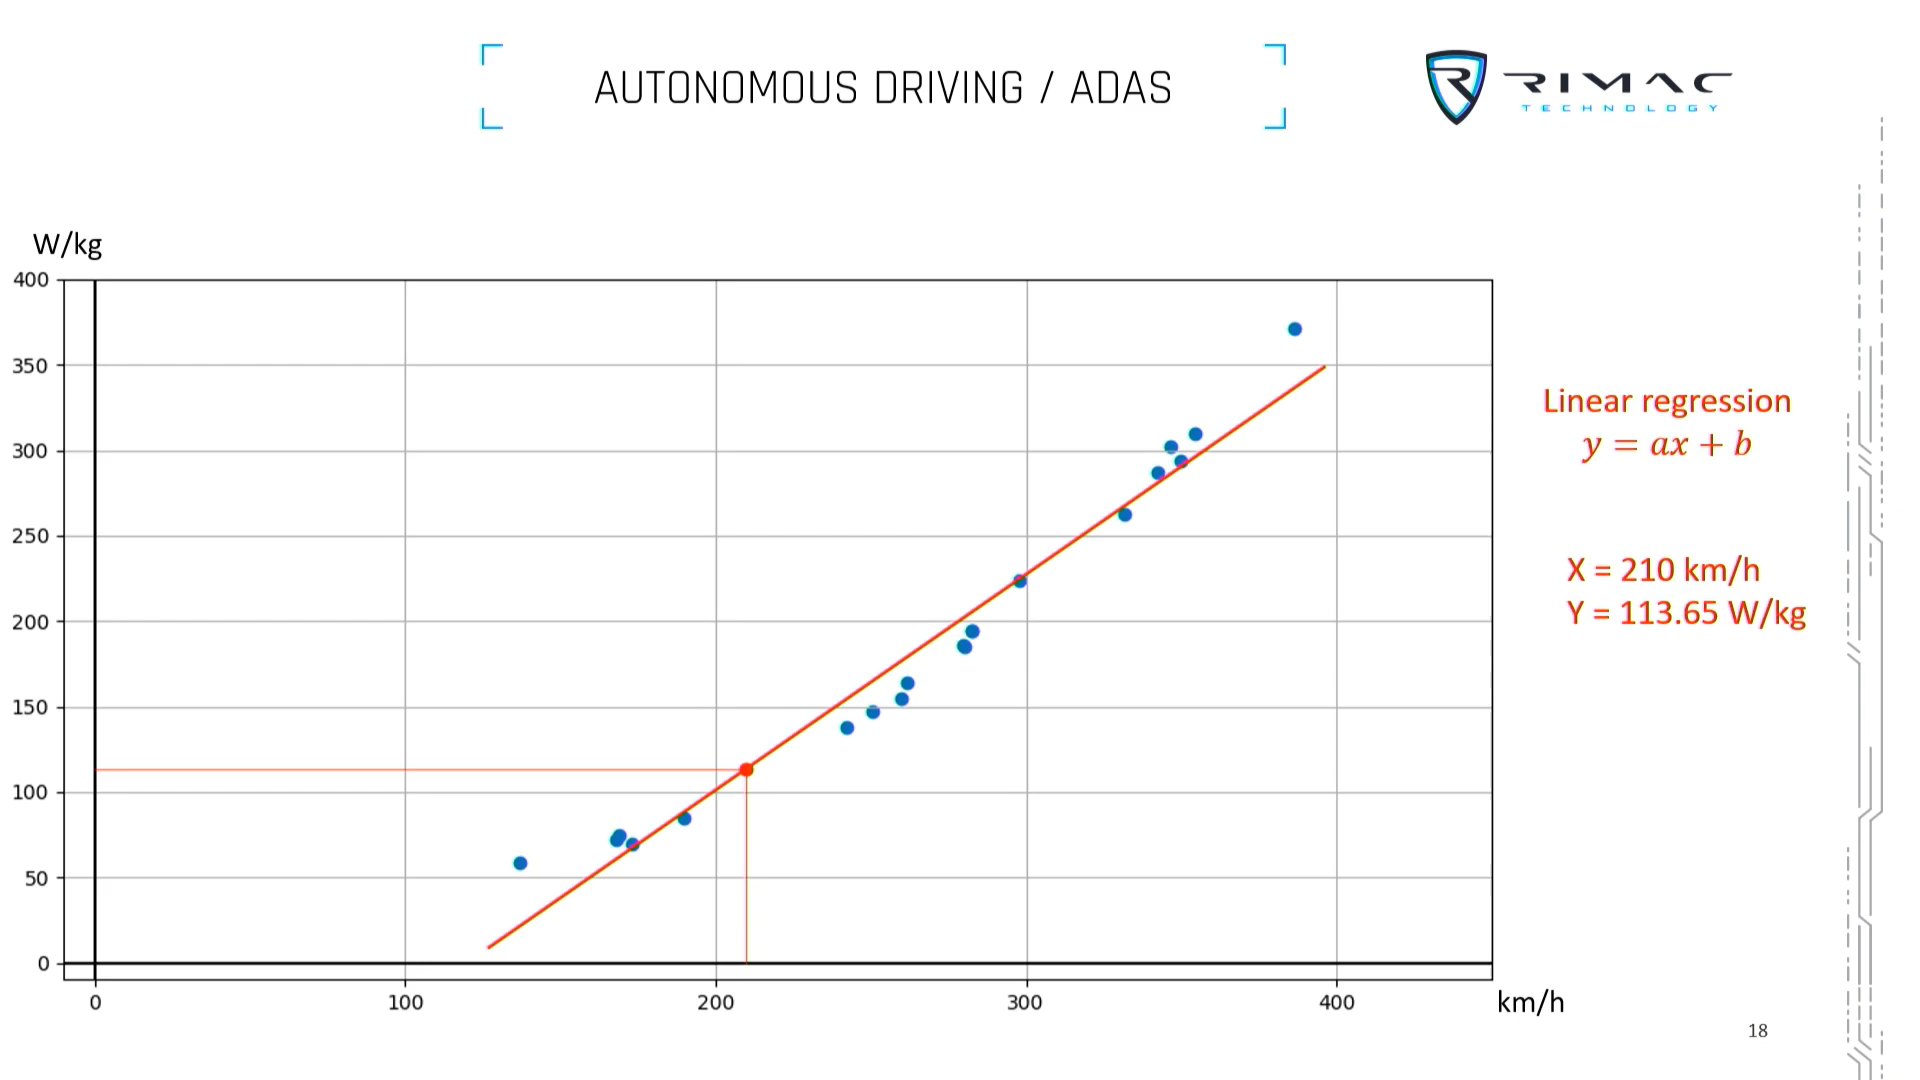 AUTONOMOUS DRIVING / ADAS
RIMAC
TECHNOLOGY
W/kg
400
350
300
250
200
150
100
50
0
0
100
200
300
400
km/h
Linear regression
y = ax + b
X = 210 km/h
Y = 113.65 W/kg
18